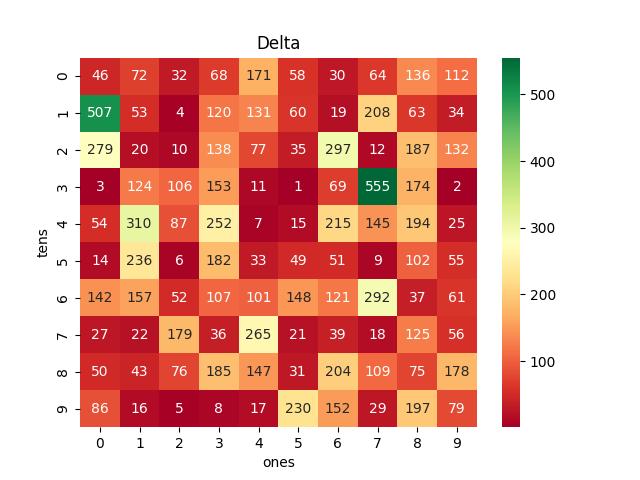 Delta
0 46 72 32 68 171 58 30 64 136 112
1 507 53 4 120 131 60 19 208 63 34
2 279 20 10 138 77 35 297 12 187 132
3 3 124 106 153 11 1 69 555 174 2
4 54 310 87 252 7 15 215 145 194 25
5 14 236 6 182 33 49 51 9 102 55
6 142 157 52 107 101 148 121 292 37 61
7 27 22 179 36 265 21 39 18 125 56
8 50 43 76 185 147 31 204 109 75 178
9 86 16 5 8 17 230 152 29 197 79
0 1 2 3 4 5 6 7 8 9
ones
tens
500
400
300
200
100